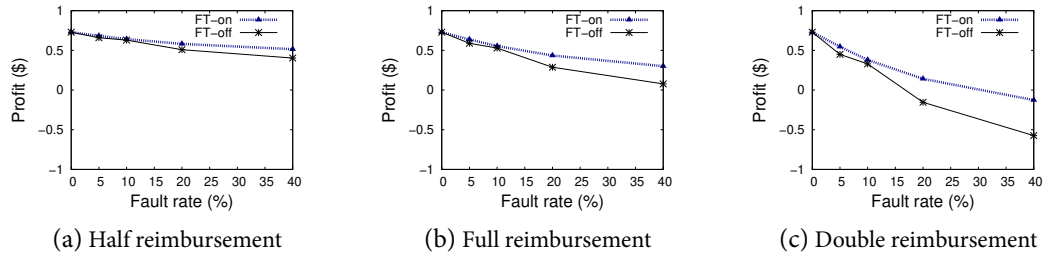 1
0.5
0
−0.5
−1
Profit ($)
FT−on
FT−off
0 5 10 15 20 25 30 35 40
Fault rate (%)
(a) Half reimbursement
1
0.5
0
−0.5
−1
Profit ($)
FT−on
FT−off
0 5 10 15 20 25 30 35 40
Fault rate (%)
(b) Full reimbursement
1
0.5
0
−0.5
−1
Profit ($)
FT−on
FT−off
0 5 10 15 20 25 30 35 40
Fault rate (%)
(c) Double reimbursement